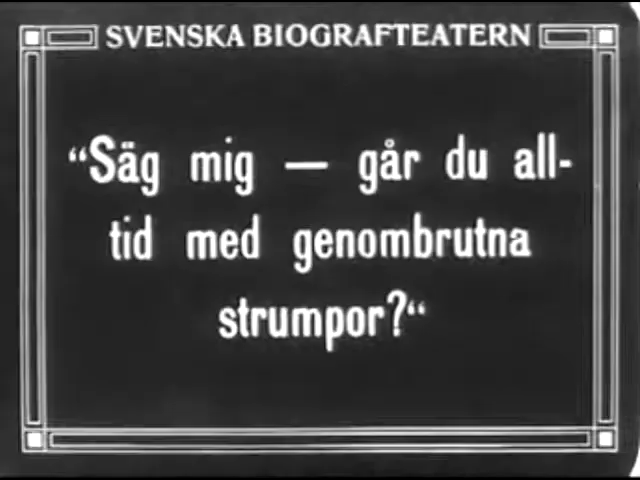 SVENSKA BIOGRAFTEATERN
“Säg mig — går du all-
tid med genombrutna
strumpor?“